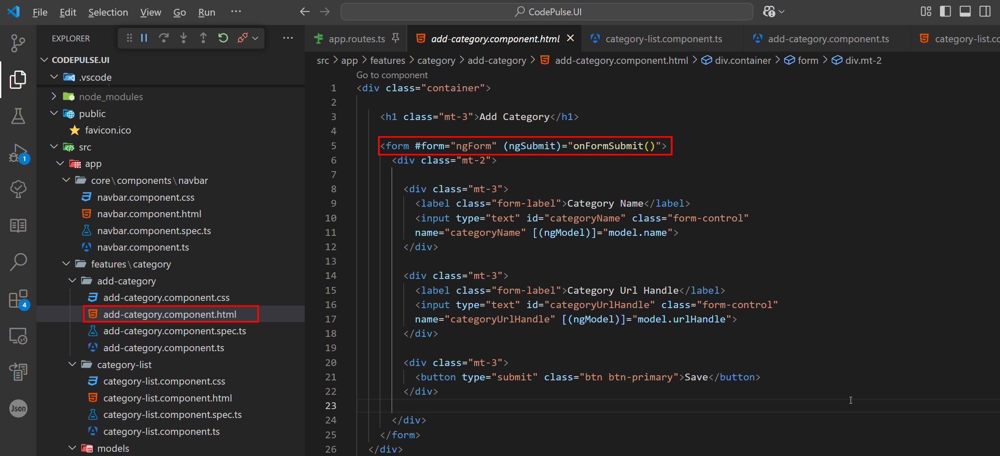 File Edit Selection View Go Run ··· CodePulse.UI
EXPLORER ···
CODEPULSE.UI
.vscode
node_modules
public
favicon.ico
src
app
core\components\navbar
navbar.component.css
navbar.component.html
navbar.component.spec.ts
navbar.component.ts
features\category
add-category
add-category.component.css
add-category.component.html
add-category.component.spec.ts
add-category.component.ts
category-list
category-list.component.css
category-list.component.html
category-list.component.spec.ts
category-list.component.ts
models
1
4
Json
app.routes.ts add-category.component.html category-list.component.ts add-category.component.ts category-list.co
src > app > features > category > add-category > add-category.component.html > div.container > form > div.mt-2
Go to component
1 <div class="container">
2
3 <h1 class="mt-3">Add Category</h1>
4
5 <form #form="ngForm" (ngSubmit)="onFormSubmit()">
6 <div class="mt-2">
7
8 <div class="mt-3">
9 <label class="form-label">Category Name</label>
10 <input type="text" id="categoryName" class="form-control"
11 name="categoryName" [(ngModel)]="model.name">
12 </div>
13
14 <div class="mt-3">
15 <label class="form-label">Category Url Handle</label>
16 <input type="text" id="categoryUrlHandle" class="form-control"
17 name="categoryUrlHandle" [(ngModel)]="model.urlHandle">
18 </div>
19
20 <div class="mt-3">
21 <button type="submit" class="btn btn-primary">Save</button>
22 </div>
23
24 </div>
25 </form>
26 </div>